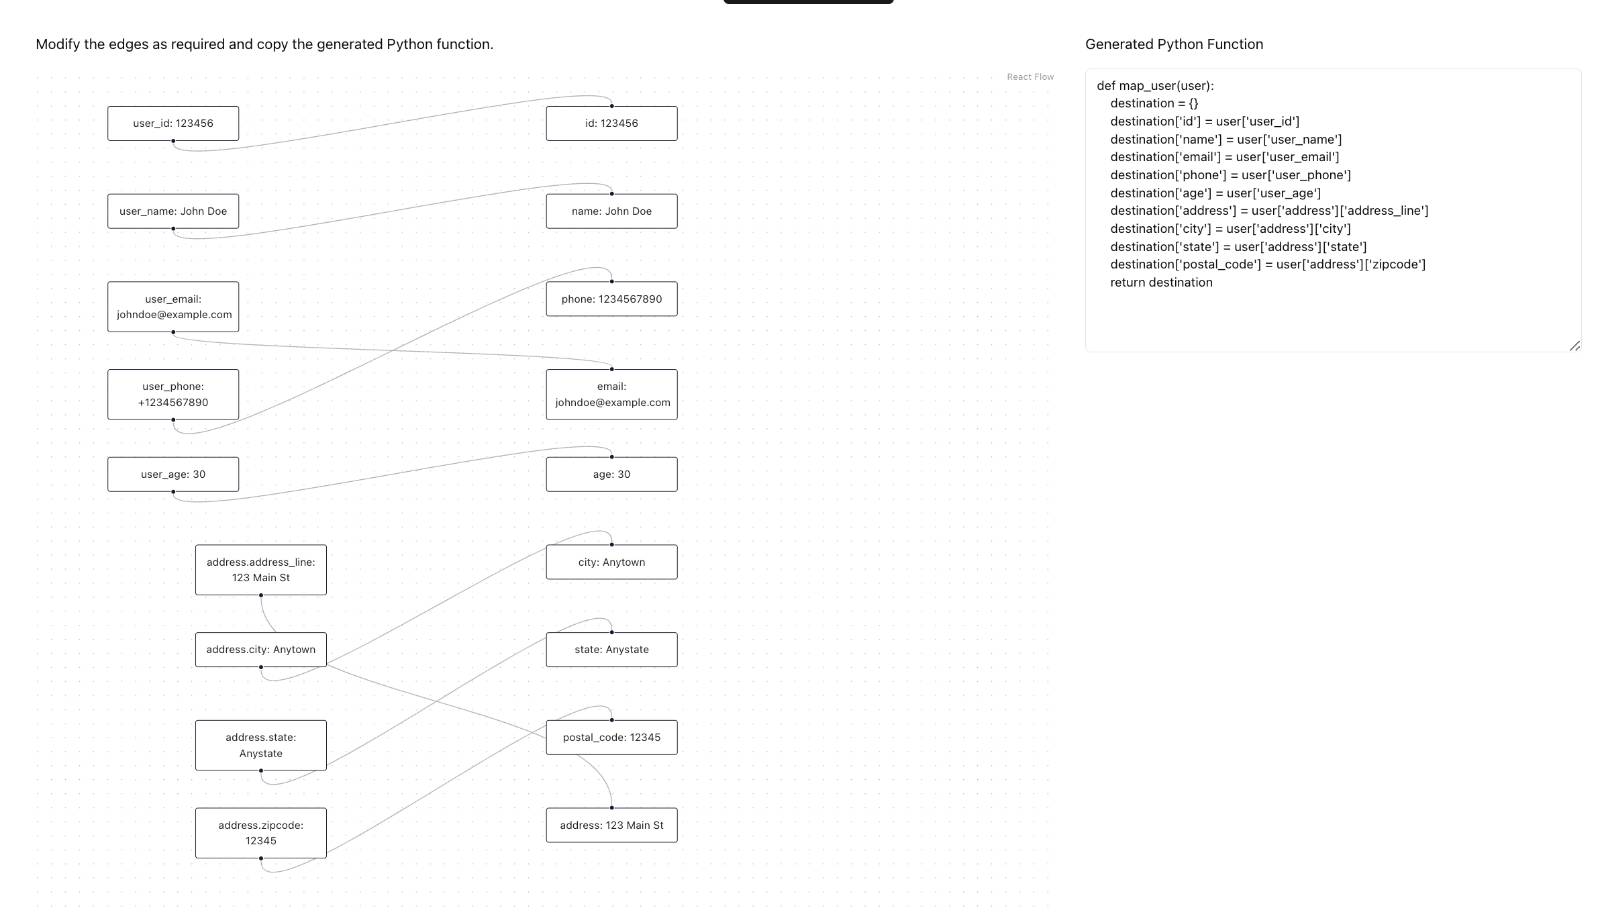 Modify the edges as required and copy the generated Python function.
React Flow
user_id: 123456
id: 123456
user_name: John Doe
name: John Doe
user_email:
johndoe@example.com
phone: 1234567890
user_phone:
+1234567890
email:
johndoe@example.com
user_age: 30
age: 30
address.address_line:
123 Main St
city: Anytown
address.city: Anytown
state: Anystate
address.state:
Anystate
postal_code: 12345
address.zipcode:
12345
address: 123 Main St
Generated Python Function
def map_user(user):
    destination = {}
    destination['id'] = user['user_id']
    destination['name'] = user['user_name']
    destination['email'] = user['user_email']
    destination['phone'] = user['user_phone']
    destination['age'] = user['user_age']
    destination['address'] = user['address']['address_line']
    destination['city'] = user['address']['city']
    destination['state'] = user['address']['state']
    destination['postal_code'] = user['address']['zipcode']
    return destination